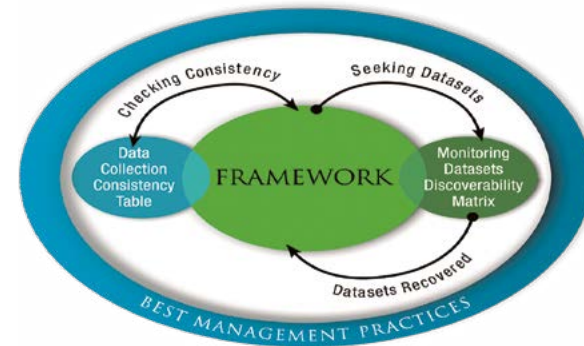 Checking Consistency
Seeking Datasets
Data
Collection
Consistency
Table
FRAMEWORK
Monitoring
Datasets
Discoverability
Matrix
Datasets Recovered
BEST MANAGEMENT PRACTICES